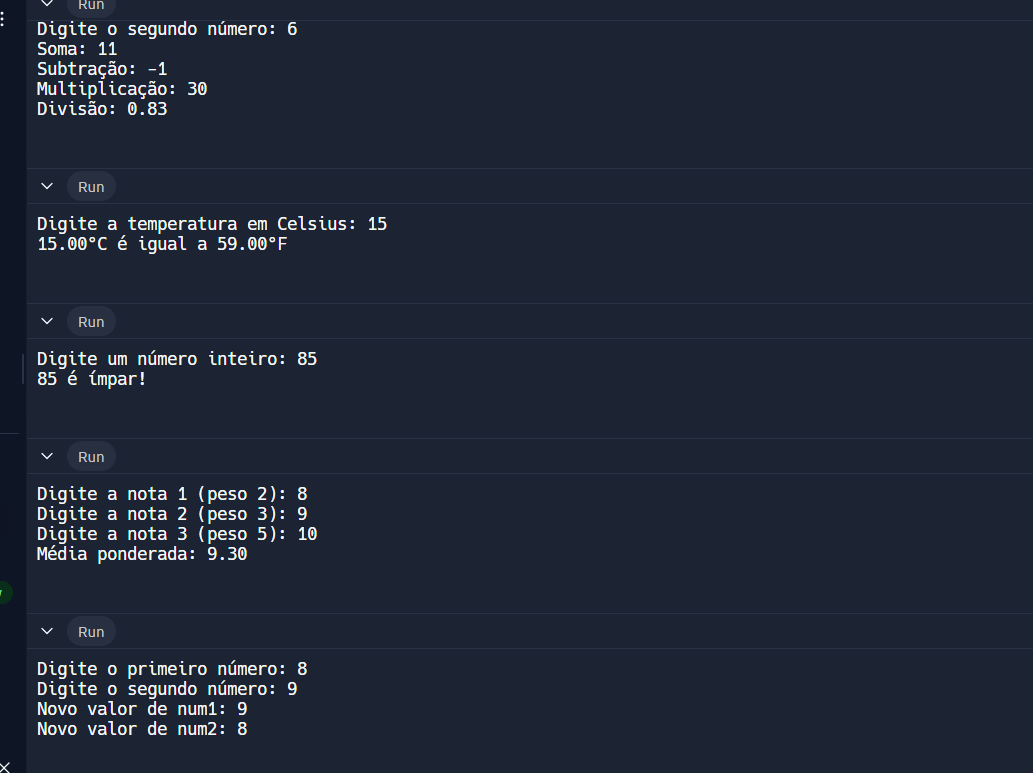 Run
Digite o segundo número: 6
Soma: 11
Subtração: -1
Multiplicação: 30
Divisão: 0.83
Run
Digite a temperatura em Celsius: 15
15.00°C é igual a 59.00°F
Run
Digite um número inteiro: 85
85 é ímpar!
Run
Digite a nota 1 (peso 2): 8
Digite a nota 2 (peso 3): 9
Digite a nota 3 (peso 5): 10
Média ponderada: 9.30
Run
Digite o primeiro número: 8
Digite o segundo número: 9
Novo valor de num1: 9
Novo valor de num2: 8